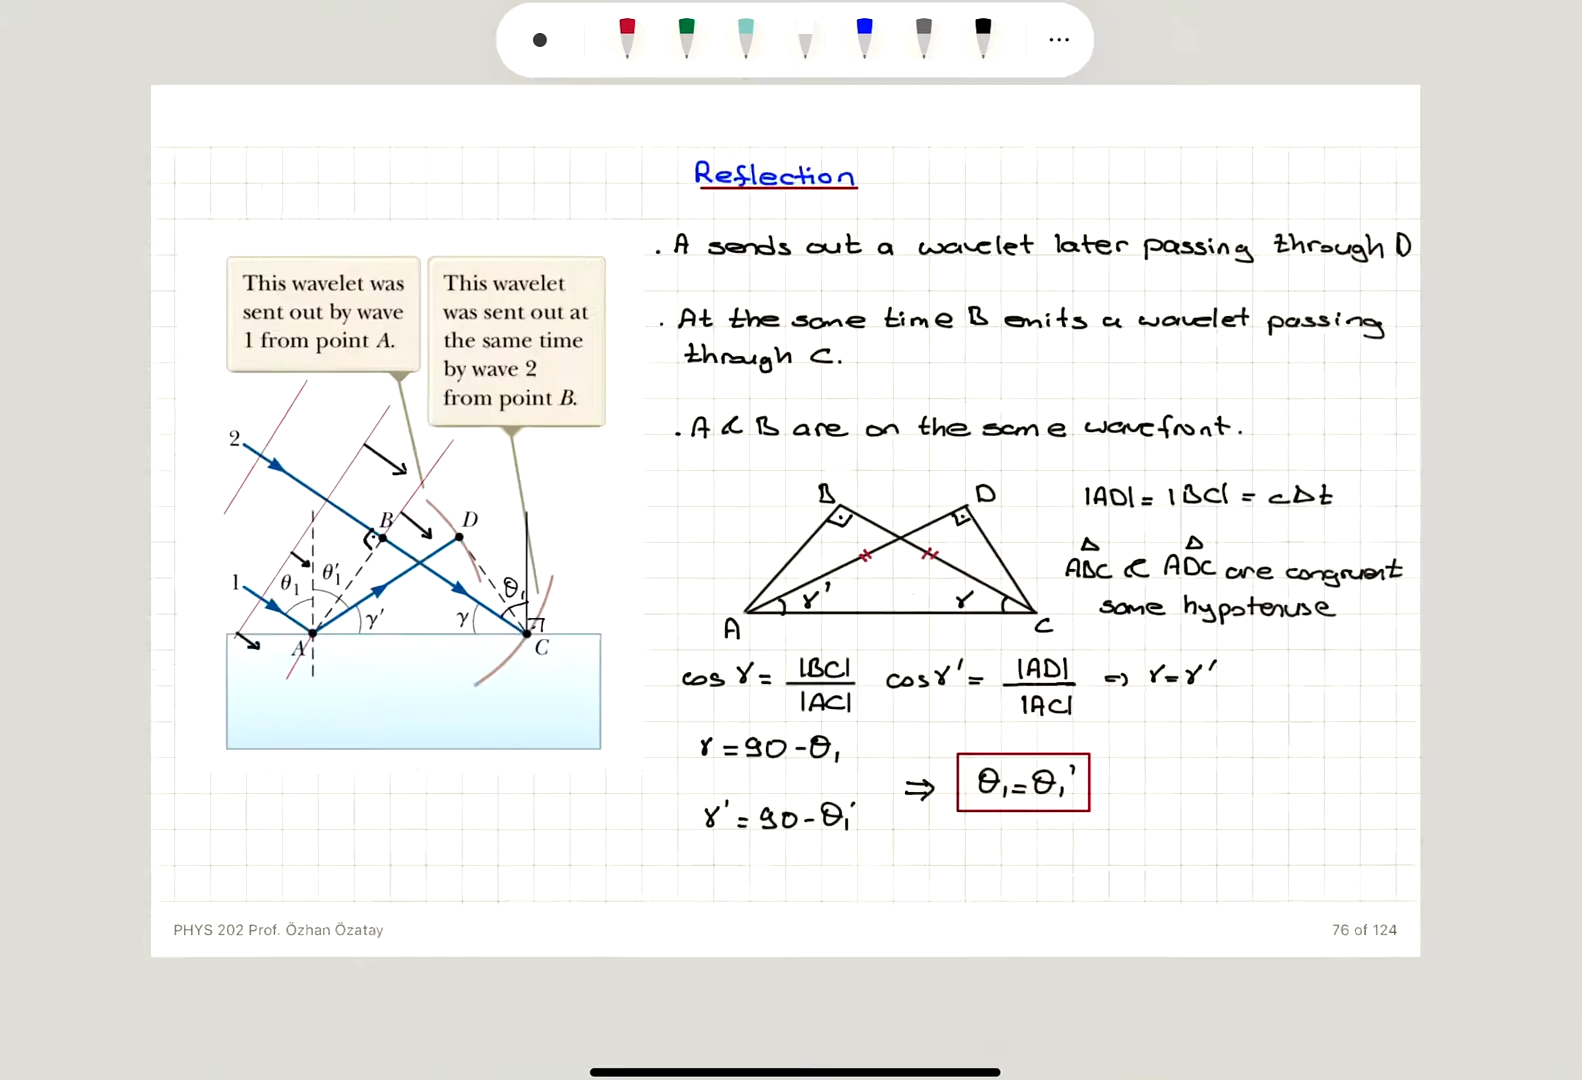 Reflection
This wavelet was
sent out by wave
1 from point A.
This wavelet
was sent out at
the same time
by wave 2
from point B.
2
B
D
1
θ₁
θ₁'
γ'
γ
θ₁
A
C
. A sends out a wavelet later passing through D
. At the same time B emits a wavelet passing
through C.
. A & B are on the same wavefront.
B
D
γ'
γ
A
C
|AD| = |BC| = cΔt
Δ Δ
ABC & ADC are congruent
same hypotenuse
cos γ = |BC| / |AC| cos γ' = |AD| / |AC| => γ = γ'
γ = 90 - θ₁
⇒ θ₁ = θ₁'
γ' = 90 - θ₁'
PHYS 202 Prof. Özhan Özatay
76 of 124